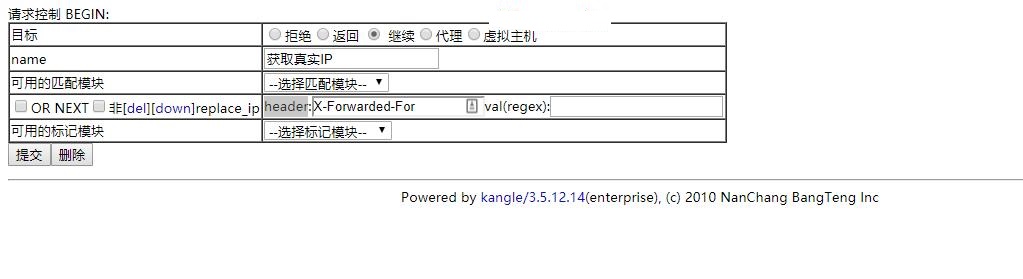 请求控制 BEGIN:
目标 拒绝 返回 继续 代理 虚拟主机
name 获取真实IP
可用的匹配模块 --选择匹配模块--
OR NEXT 非[del][down]replace_ip header:X-Forwarded-For val(regex):
可用的标记模块 --选择标记模块--
提交 删除
Powered by kangle/3.5.12.14(enterprise), (c) 2010 NanChang BangTeng Inc